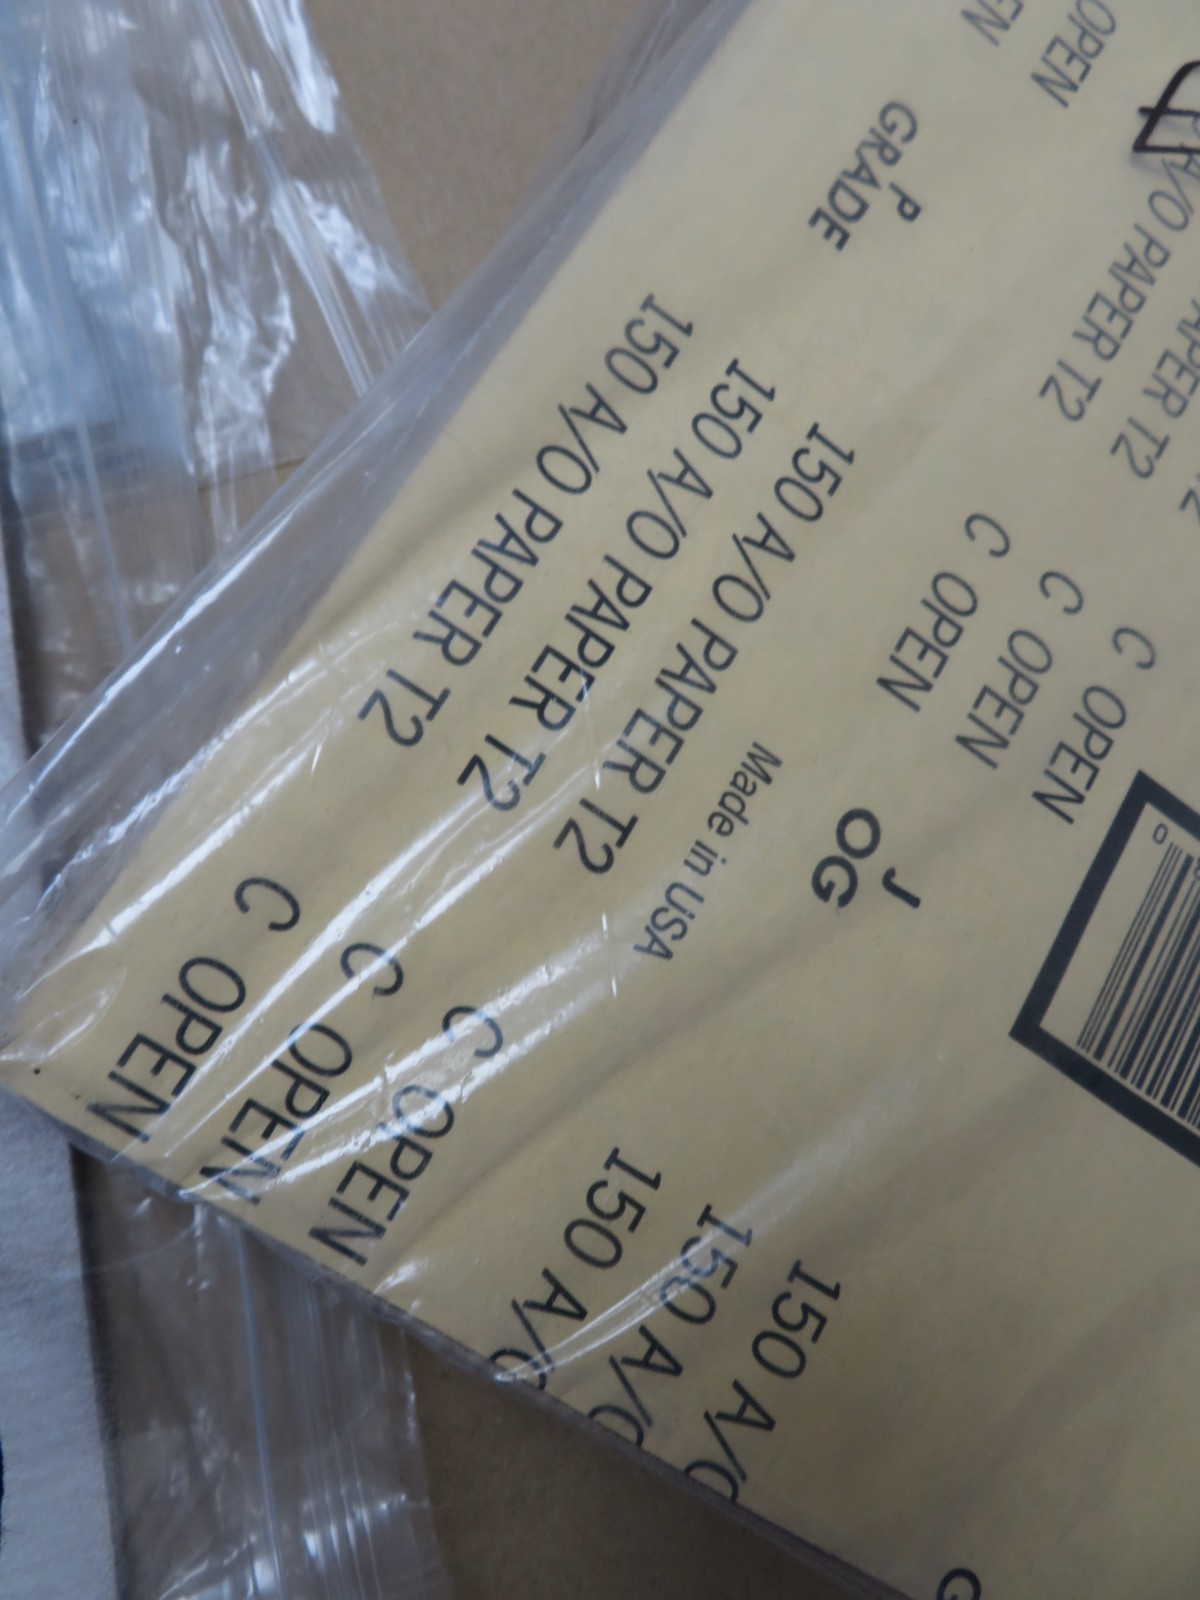 EN
OPEN
P
GRADE
A/O PAPER T2
PAPER T2
150 A/O PAPER T2
150 A/O PAPER T2
150 A/O PAPER T2
C OPEN
C OPEN
C OPEN
Made in USA
J
OG
C OPEN
C OPEN
C OPEN
150 A/O
150 A/O
150 A/O
G